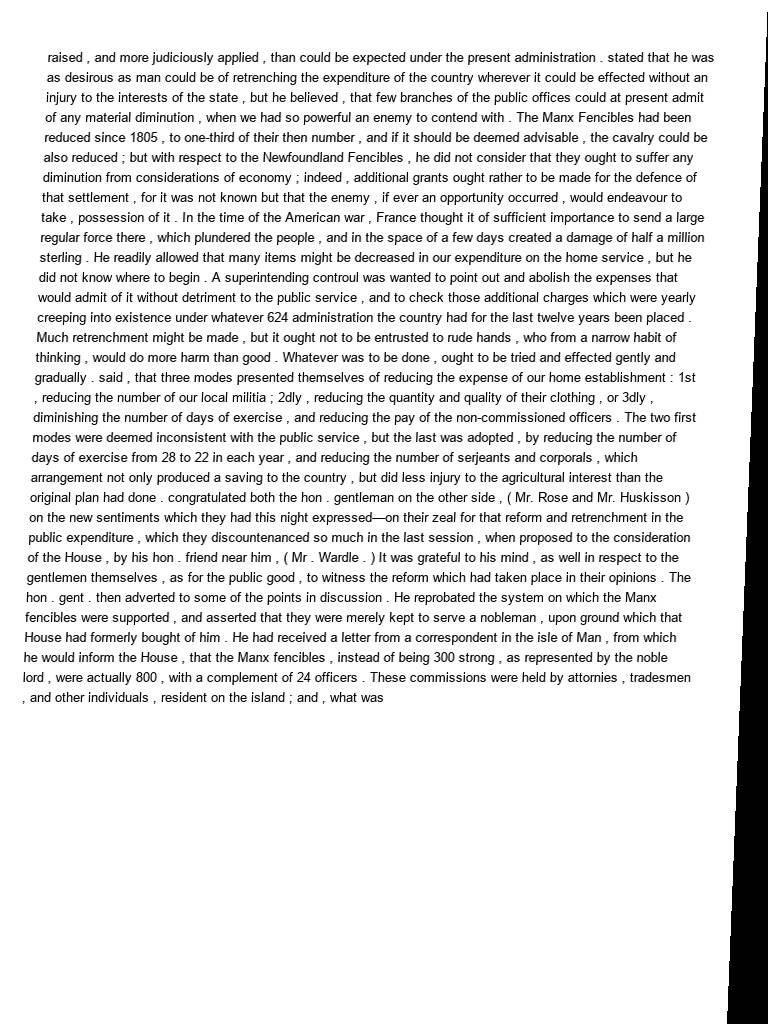 raised , and more judiciously applied , than could be expected under the present administration . stated that he was
as desirous as man could be of retrenching the expenditure of the country wherever it could be effected without an
injury to the interests of the state , but he believed , that few branches of the public offices could at present admit
of any material diminution , when we had so powerful an enemy to contend with . The Manx Fencibles had been
reduced since 1805 , to one-third of their then number , and if it should be deemed advisable , the cavalry could be
also reduced ; but with respect to the Newfoundland Fencibles , he did not consider that they ought to suffer any
diminution from considerations of economy ; indeed , additional grants ought rather to be made for the defence of
that settlement , for it was not known but that the enemy , if ever an opportunity occurred , would endeavour to
take , possession of it . In the time of the American war , France thought it of sufficient importance to send a large
regular force there , which plundered the people , and in the space of a few days created a damage of half a million
sterling . He readily allowed that many items might be decreased in our expenditure on the home service , but he
did not know where to begin . A superintending controul was wanted to point out and abolish the expenses that
would admit of it without detriment to the public service , and to check those additional charges which were yearly
creeping into existence under whatever 624 administration the country had for the last twelve years been placed .
Much retrenchment might be made , but it ought not to be entrusted to rude hands , who from a narrow habit of
thinking , would do more harm than good . Whatever was to be done , ought to be tried and effected gently and
gradually . said , that three modes presented themselves of reducing the expense of our home establishment : 1st
, reducing the number of our local militia ; 2dly , reducing the quantity and quality of their clothing , or 3dly ,
diminishing the number of days of exercise , and reducing the pay of the non-commissioned officers . The two first
modes were deemed inconsistent with the public service , but the last was adopted , by reducing the number of
days of exercise from 28 to 22 in each year , and reducing the number of serjeants and corporals , which
arrangement not only produced a saving to the country , but did less injury to the agricultural interest than the
original plan had done . congratulated both the hon . gentleman on the other side , ( Mr. Rose and Mr. Huskisson )
on the new sentiments which they had this night expressed—on their zeal for that reform and retrenchment in the
public expenditure , which they discountenanced so much in the last session , when proposed to the consideration
of the House , by his hon . friend near him , ( Mr . Wardle . ) It was grateful to his mind , as well in respect to the
gentlemen themselves , as for the public good , to witness the reform which had taken place in their opinions . The
hon . gent . then adverted to some of the points in discussion . He reprobated the system on which the Manx
fencibles were supported , and asserted that they were merely kept to serve a nobleman , upon ground which that
House had formerly bought of him . He had received a letter from a correspondent in the isle of Man , from which
he would inform the House , that the Manx fencibles , instead of being 300 strong , as represented by the noble
lord , were actually 800 , with a complement of 24 officers . These commissions were held by attornies , tradesmen
, and other individuals , resident on the island ; and , what was